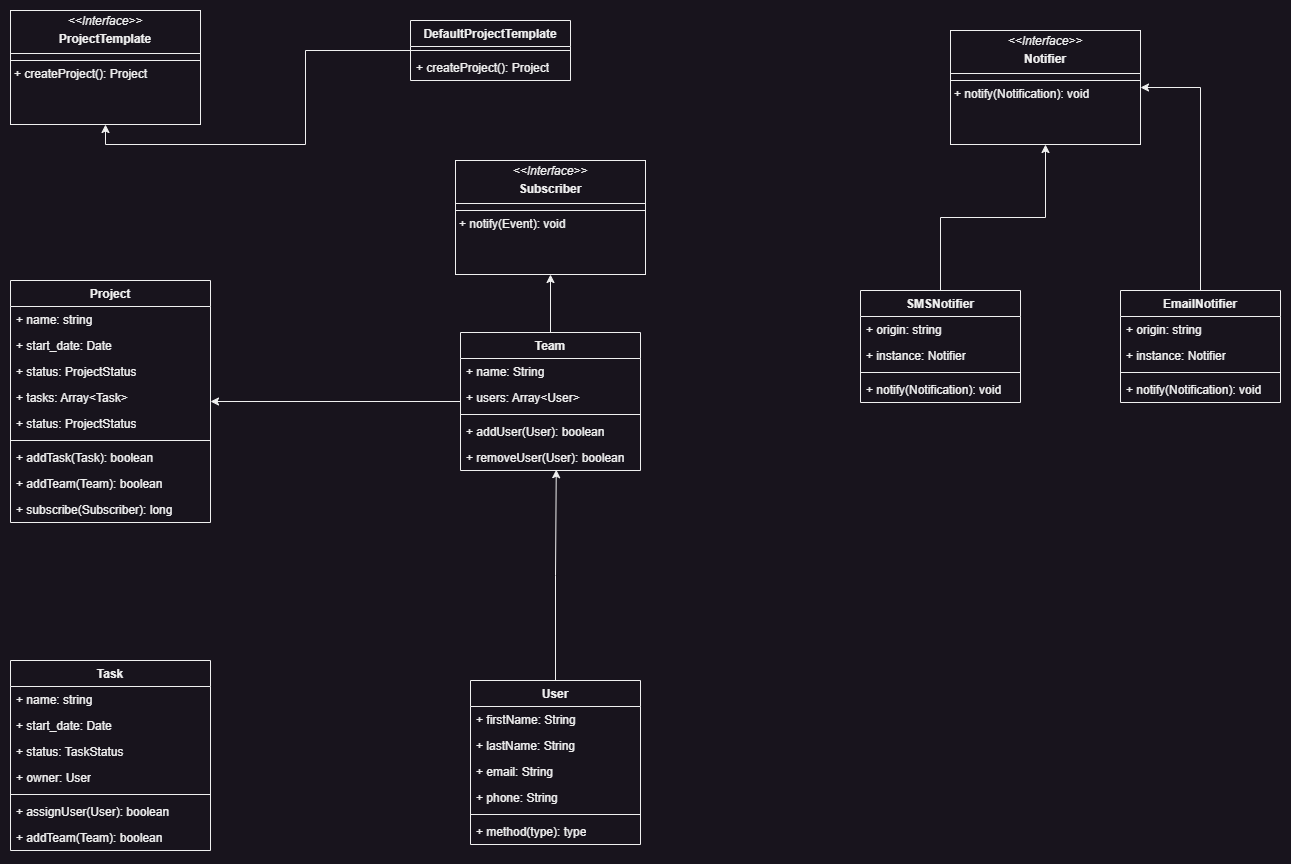 <<Interface>>
ProjectTemplate
+ createProject(): Project
DefaultProjectTemplate
+ createProject(): Project
<<Interface>>
Notifier
+ notify(Notification): void
<<Interface>>
Subscriber
+ notify(Event): void
Project
+ name: string
+ start_date: Date
+ status: ProjectStatus
+ tasks: Array<Task>
+ status: ProjectStatus
+ addTask(Task): boolean
+ addTeam(Team): boolean
+ subscribe(Subscriber): long
Team
+ name: String
+ users: Array<User>
+ addUser(User): boolean
+ removeUser(User): boolean
SMSNotifier
+ origin: string
+ instance: Notifier
+ notify(Notification): void
EmailNotifier
+ origin: string
+ instance: Notifier
+ notify(Notification): void
Task
+ name: string
+ start_date: Date
+ status: TaskStatus
+ owner: User
+ assignUser(User): boolean
+ addTeam(Team): boolean
User
+ firstName: String
+ lastName: String
+ email: String
+ phone: String
+ method(type): type